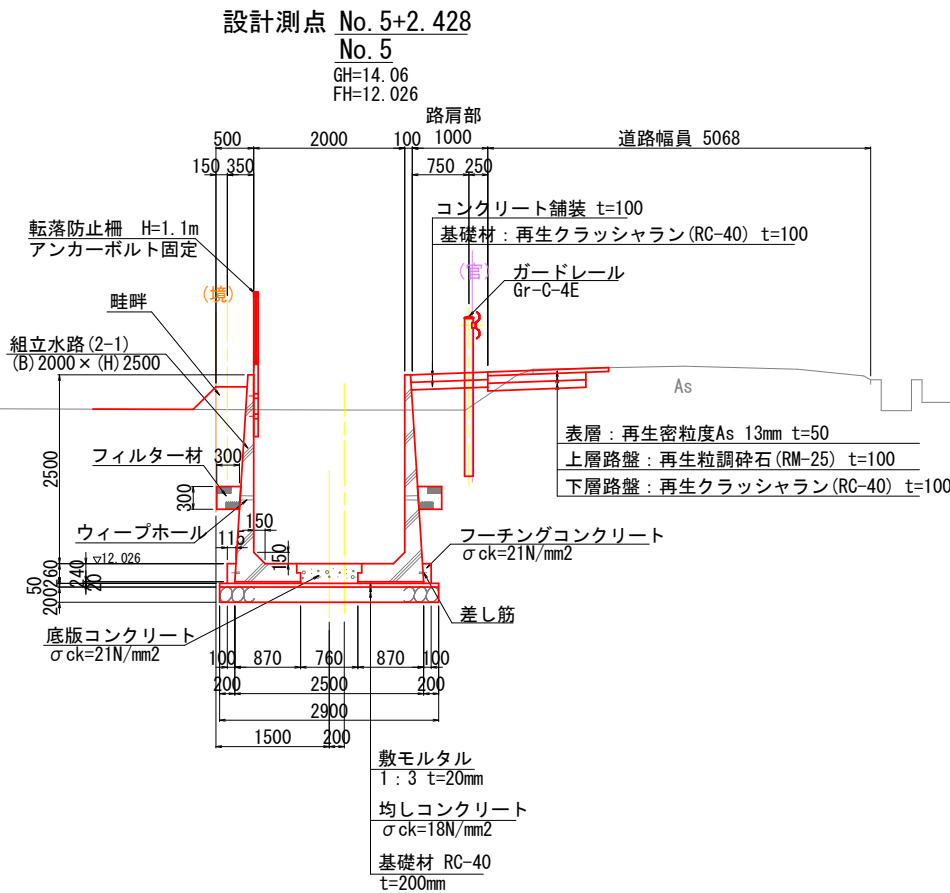 設計測点 No.5+2.428
No.5
GH=14.06
FH=12.026
路肩部
500 2000 100 1000 道路幅員 5068
150 350 750 250
コンクリート舗装 t=100
転落防止柵 H=1.1m
アンカーボルト固定
基礎材：再生クラッシャラン(RC-40) t=100
(官)
ガードレール
Gr-C-4E
(境)
畦畔
組立水路(2-1)
(B)2000×(H)2500
As
表層：再生密粒度As 13mm t=50
上層路盤：再生粒調砕石(RM-25) t=100
下層路盤：再生クラッシャラン(RC-40) t=100
2500
フィルター材 300
300
ウィープホール
150
115
150
フーチングコンクリート
σck=21N/mm2
▽12.026
260
240
20
50
200
差し筋
底版コンクリート
σck=21N/mm2
100 870 760 870 100
200 2500 200
2900
1500 200
敷モルタル
1：3 t=20mm
均しコンクリート
σck=18N/mm2
基礎材 RC-40
t=200mm